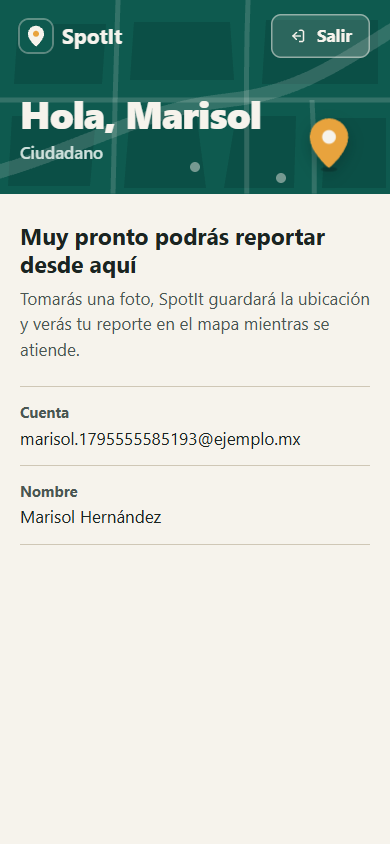 SpotIt
Salir
Hola, Marisol
Ciudadano
Muy pronto podrás reportar
desde aquí
Tomarás una foto, SpotIt guardará la ubicación
y verás tu reporte en el mapa mientras se
atiende.
Cuenta
marisol.1795555585193@ejemplo.mx
Nombre
Marisol Hernández